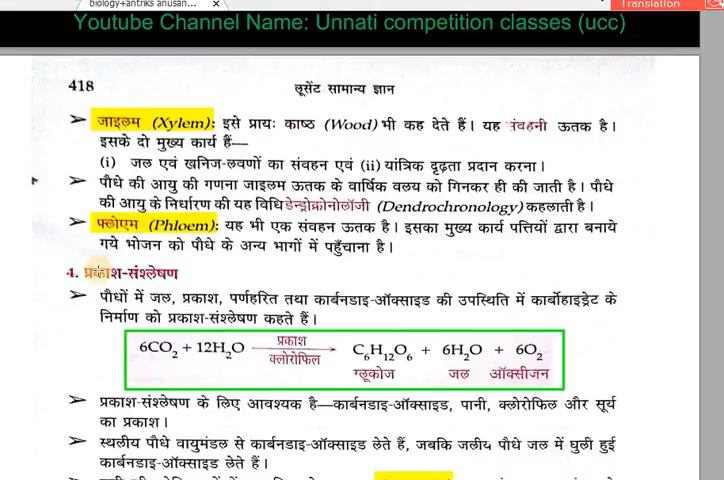 biology+antriks anusan...
Translation
Youtube Channel Name: Unnati competition classes (ucc)
418 लूसेंट सामान्य ज्ञान
➢ जाइलम (Xylem): इसे प्रायः काष्ठ (Wood) भी कह देते हैं। यह संवहनी ऊतक है।
इसके दो मुख्य कार्य हैं—
(i) जल एवं खनिज-लवणों का संवहन एवं (ii) यांत्रिक दृढ़ता प्रदान करना।
➢ पौधे की आयु की गणना जाइलम ऊतक के वार्षिक वलय को गिनकर ही की जाती है। पौधे
की आयु के निर्धारण की यह विधि डेन्ड्रोक्रोनोलॉजी (Dendrochronology) कहलाती है।
➢ फ्लोएम (Phloem): यह भी एक संवहन ऊतक है। इसका मुख्य कार्य पत्तियों द्वारा बनाये
गये भोजन को पौधे के अन्य भागों में पहुँचाना है।
4. प्रकाश-संश्लेषण
➢ पौधों में जल, प्रकाश, पर्णहरित तथा कार्बनडाइ-ऑक्साइड की उपस्थिति में कार्बोहाइड्रेट के
निर्माण को प्रकाश-संश्लेषण कहते हैं।
6CO₂ + 12H₂O प्रकाश क्लोरोफिल → C₆H₁₂O₆ + 6H₂O + 6O₂
ग्लूकोज जल ऑक्सीजन
➢ प्रकाश-संश्लेषण के लिए आवश्यक है—कार्बनडाइ-ऑक्साइड, पानी, क्लोरोफिल और सूर्य
का प्रकाश।
➢ स्थलीय पौधे वायुमंडल से कार्बनडाइ-ऑक्साइड लेते हैं, जबकि जलीय पौधे जल में घुली हुई
कार्बनडाइ-ऑक्साइड लेते हैं।